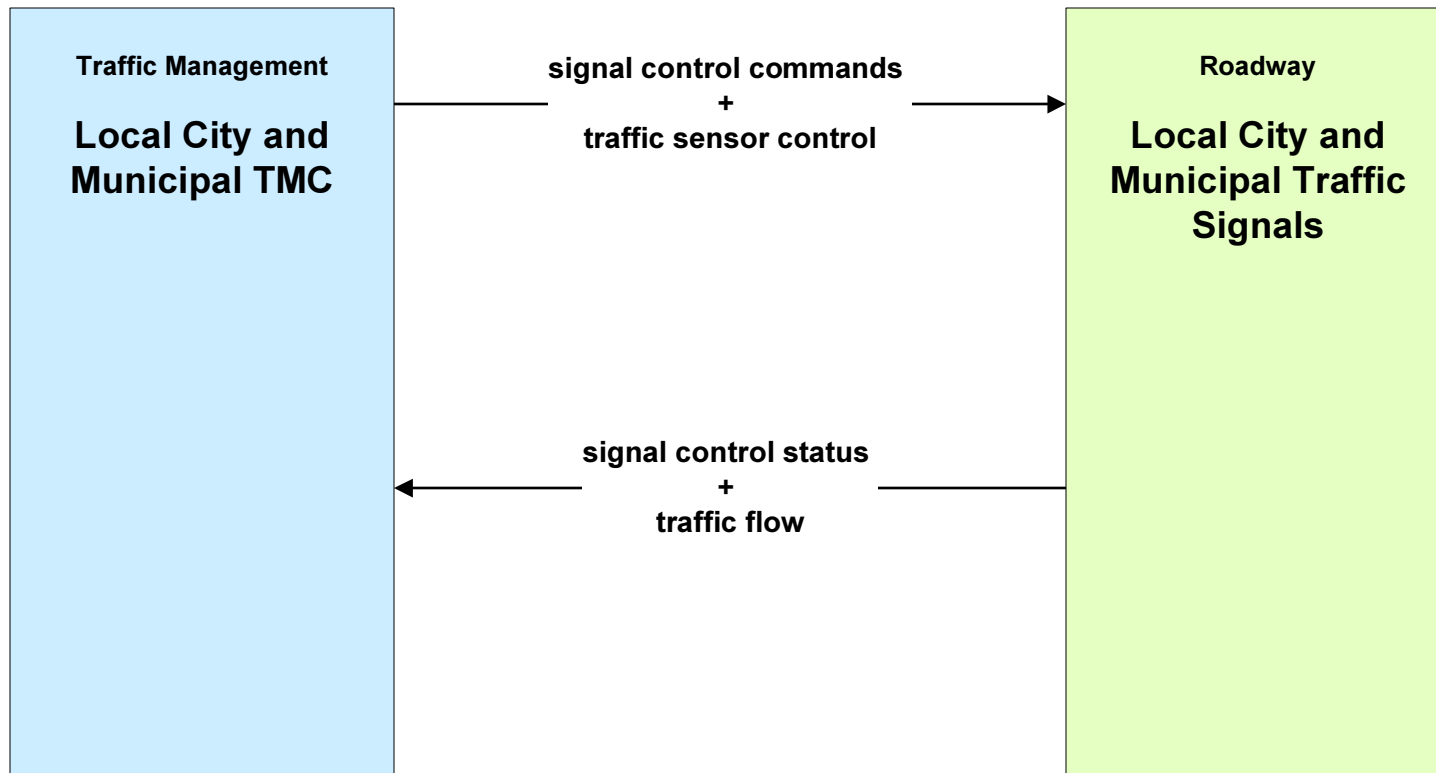 Traffic Management
Local City and
Municipal TMC
signal control commands
+
traffic sensor control
Roadway
Local City and
Municipal Traffic
Signals
signal control status
+
traffic flow